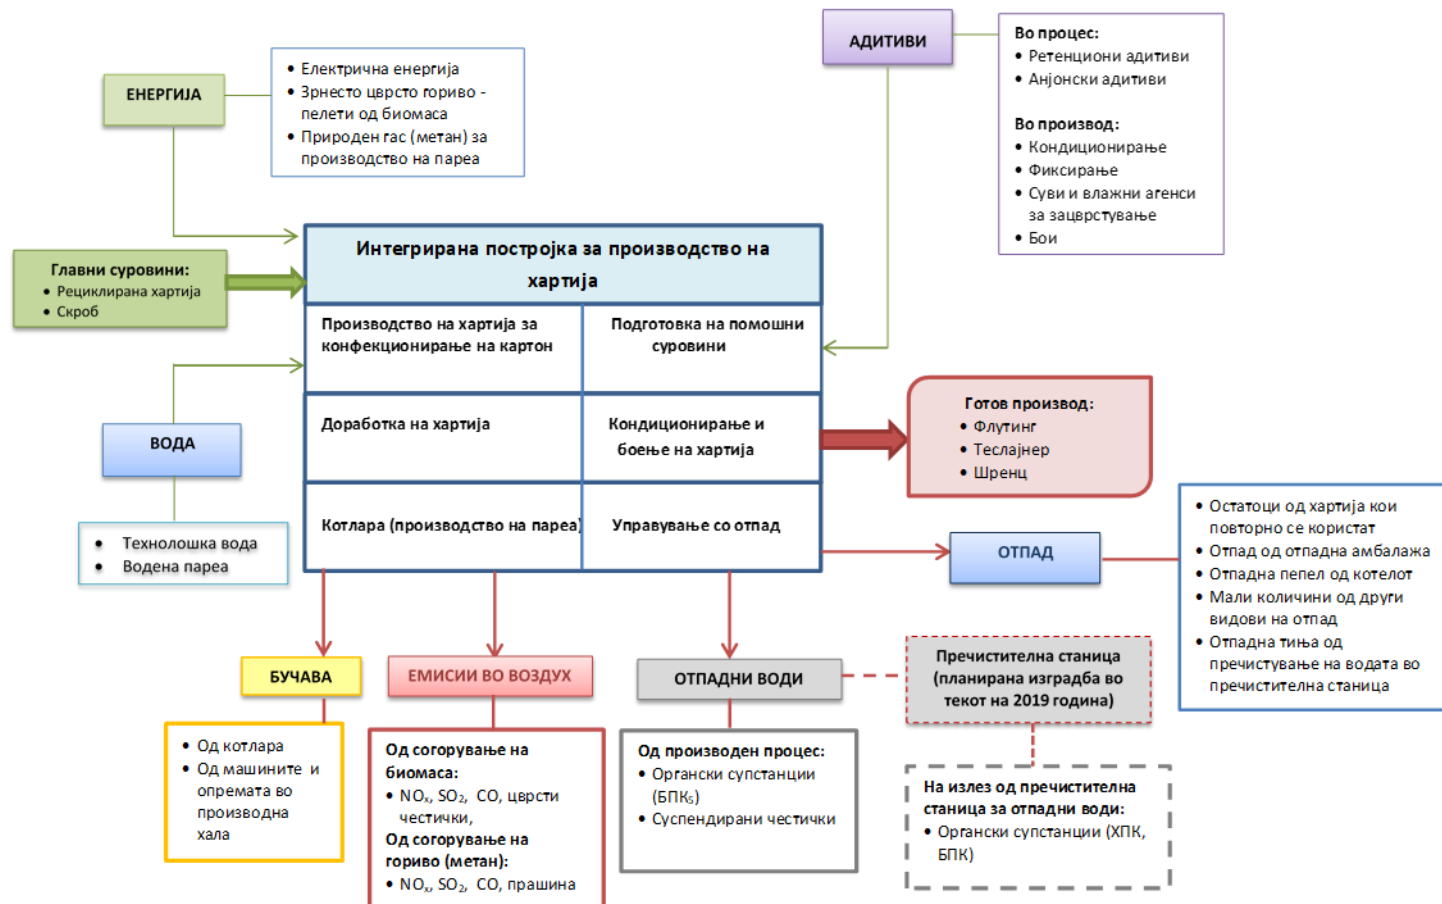 АДИТИВИ
Во процес:
• Ретенциони адитиви
• Анјонски адитиви
Во производ:
• Кондиционирање
• Фиксирање
• Суви и влажни агенси
за зацврстување
• Бои
ЕНЕРГИЈА
• Електрична енергија
• Зрнесто цврсто гориво -
пелети од биомаса
• Природен гас (метан) за
производство на пареа
Интегрирана постројка за производство на
хартија
Главни суровини:
• Рециклирана хартија
• Скроб
Производство на хартија за
конфекционирање на картон
Подготовка на помошни
суровини
Доработка на хартија
Кондиционирање и
боење на хартија
Котлара (производство на пареа)
Управување со отпад
ВОДА
• Технолошка вода
• Водена пареа
Готов производ:
• Флутинг
• Теслајнер
• Шренц
ОТПАД
• Остатоци од хартија кои
повторно се користат
• Отпад од отпадна амбалажа
• Отпадна пепел од котелот
• Мали количини од други
видови на отпад
• Отпадна тиња од
пречистување на водата во
пречистителна станица
БУЧАВА
• Од котлара
• Од машините и
опремата во
производна
хала
ЕМИСИИ ВО ВОЗДУХ
Од согорување на
биомаса:
• NOₓ, SO₂, CO, цврсти
честички,
Од согорување на
гориво (метан):
• NOₓ, SO₂, CO, прашина
ОТПАДНИ ВОДИ
Од производен процес:
• Органски супстанции
(БПК₅)
• Суспендирани честички
Пречистителна станица
(планирана изградба во
текот на 2019 година)
На излез од пречистителна
станица за отпадни води:
• Органски супстанции (ХПК,
БПК)